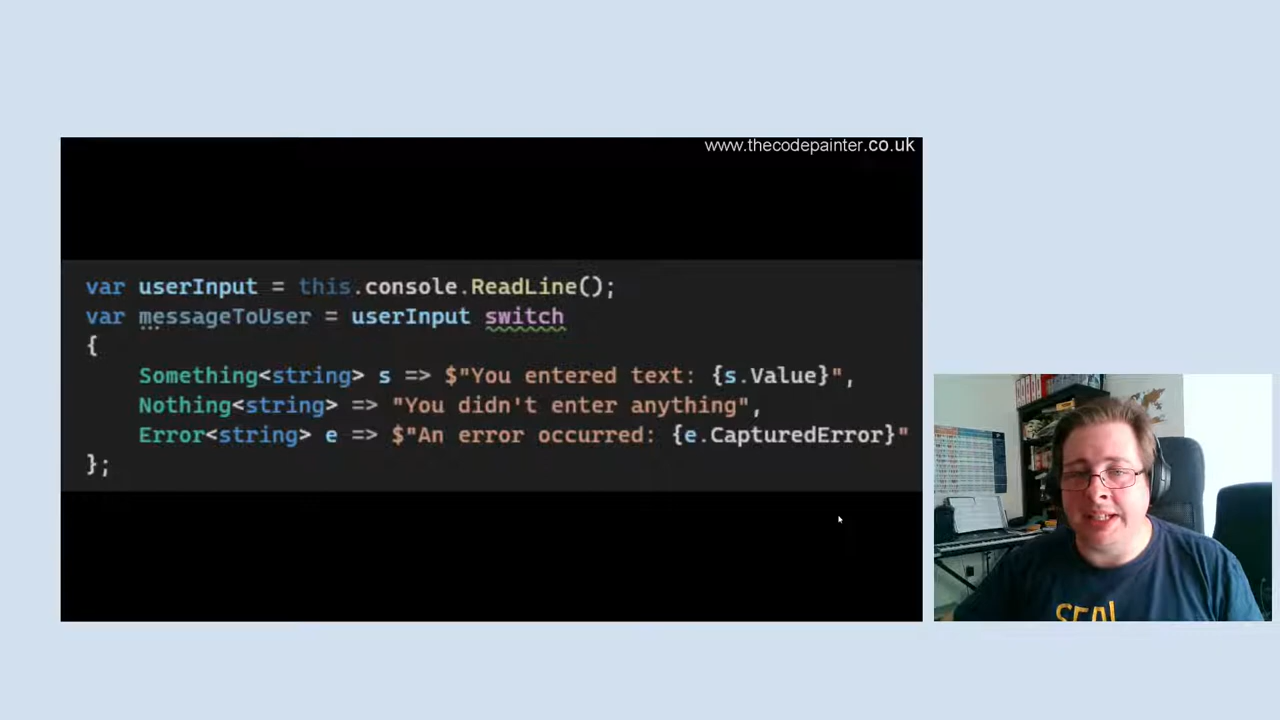 www.thecodepainter.co.uk
var userInput = this.console.ReadLine();
var messageToUser = userInput switch
{
Something<string> s => $"You entered text: {s.Value}",
Nothing<string> => "You didn't enter anything",
Error<string> e => $"An error occurred: {e.CapturedError}"
};